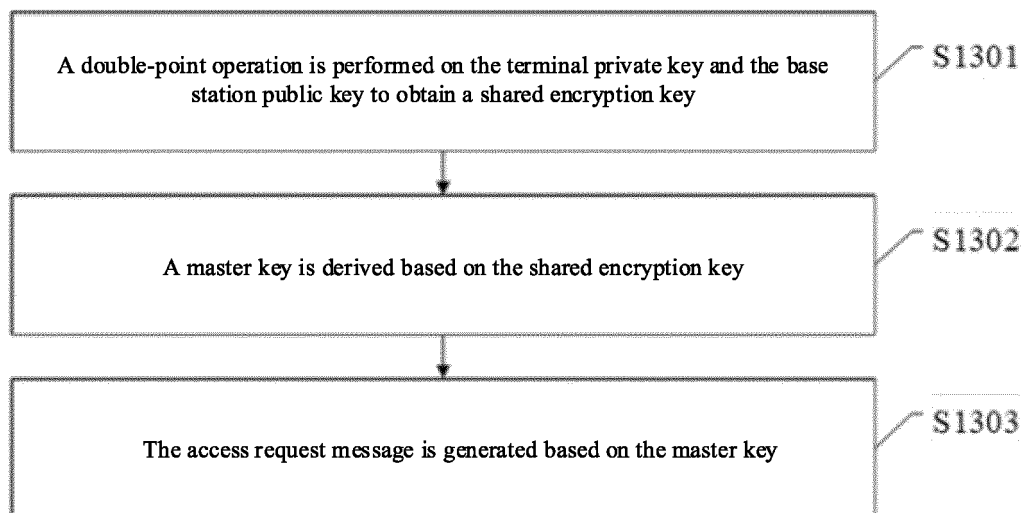 A double-point operation is performed on the terminal private key and the base
station public key to obtain a shared encryption key
S1301
A master key is derived based on the shared encryption key
S1302
The access request message is generated based on the master key
S1303